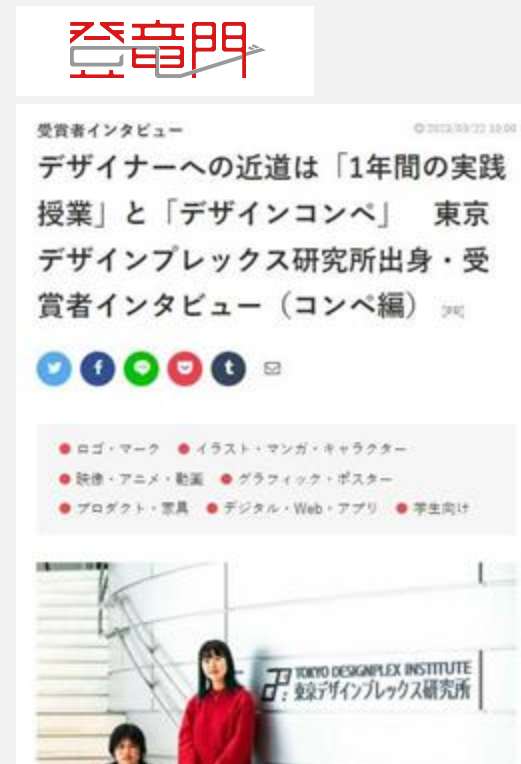 登竜門
受賞者インタビュー
デザイナーへの近道は「1年間の実践
授業」と「デザインコンペ」 東京
デザインプレックス研究所出身・受
賞者インタビュー（コンペ編） [PR]
ロゴ・マーク イラスト・マンガ・キャラクター
映像・アニメ・動画 グラフィック・ポスター
プロダクト・家具 デジタル・Web・アプリ 学生向け
TOKYO DESIGNPLEX INSTITUTE
東京デザインプレックス研究所